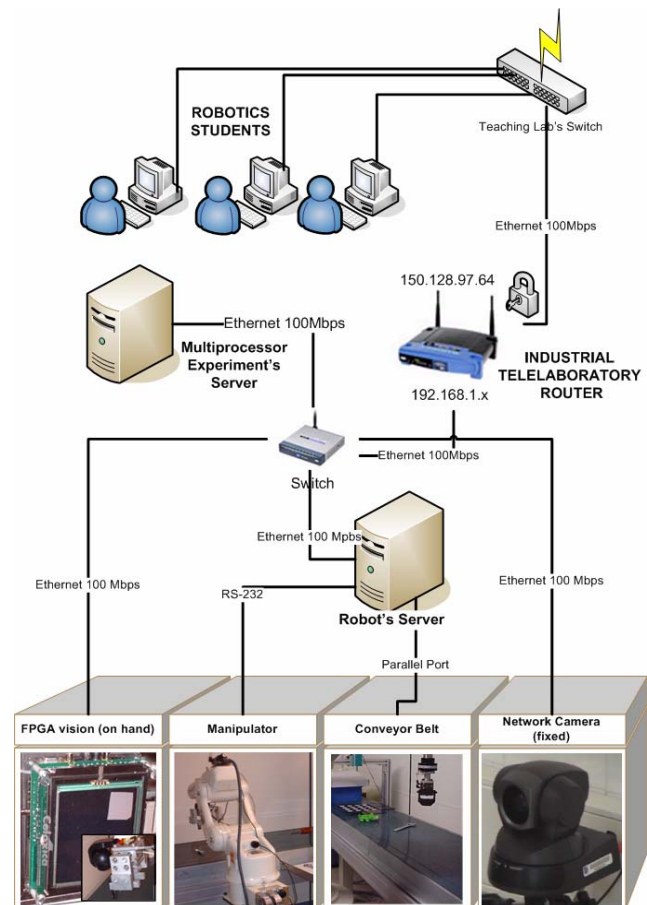 ROBOTICS
STUDENTS
Teaching Lab's Switch
Ethernet 100Mbps
150.128.97.64
Ethernet 100Mbps
Multiprocessor
Experiment's
Server
INDUSTRIAL
TELELABORATORY
ROUTER
192.168.1.x
Ethernet 100Mbps
Switch
Ethernet 100 Mpbs
Ethernet 100 Mbps
RS-232
Ethernet 100 Mbps
Robot's Server
Parallel Port
FPGA vision (on hand)
Manipulator
Conveyor Belt
Network Camera
(fixed)
Celoxica